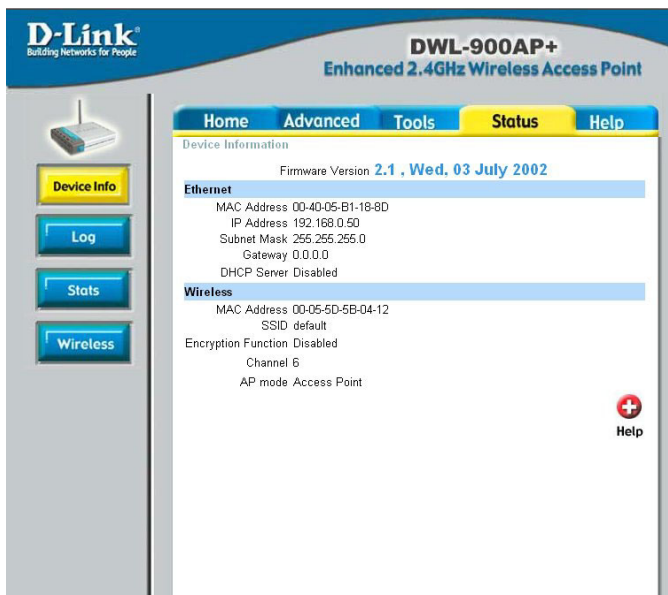 D-Link
Building Networks for People
DWL-900AP+
Enhanced 2.4GHz Wireless Access Point
Home Advanced Tools Status Help
Device Information
Device Info
Log
Stats
Wireless
Firmware Version 2.1 , Wed, 03 July 2002
Ethernet
MAC Address 00-40-05-B1-18-8D
IP Address 192.168.0.50
Subnet Mask 255.255.255.0
Gateway 0.0.0.0
DHCP Server Disabled
Wireless
MAC Address 00-05-5D-5B-04-12
SSID default
Encryption Function Disabled
Channel 6
AP mode Access Point
Help